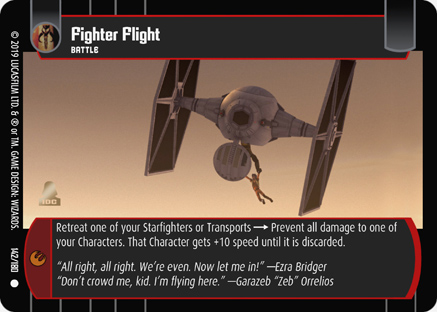 Fighter Flight
BATTLE
IDC
Retreat one of your Starfighters or Transports → Prevent all damage to one of
your Characters. That Character gets +10 speed until it is discarded.
“All right, all right. We’re even. Now let me in!” —Ezra Bridger
“Don’t crowd me, kid. I’m flying here.” —Garazeb “Zeb” Orrelios
© 2019 LUCASFILM LTD. & ® or TM. GAME DESIGN: WIZARDS. 142/180